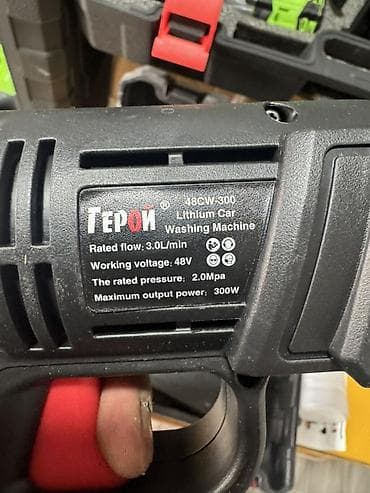 ГЕРОЙ ® 48CW-300
Lithium Car
Washing Machine
Rated flow: 3.0L/min
Working voltage: 48V
The rated pressure: 2.0Mpa
Maximum output power: 300W